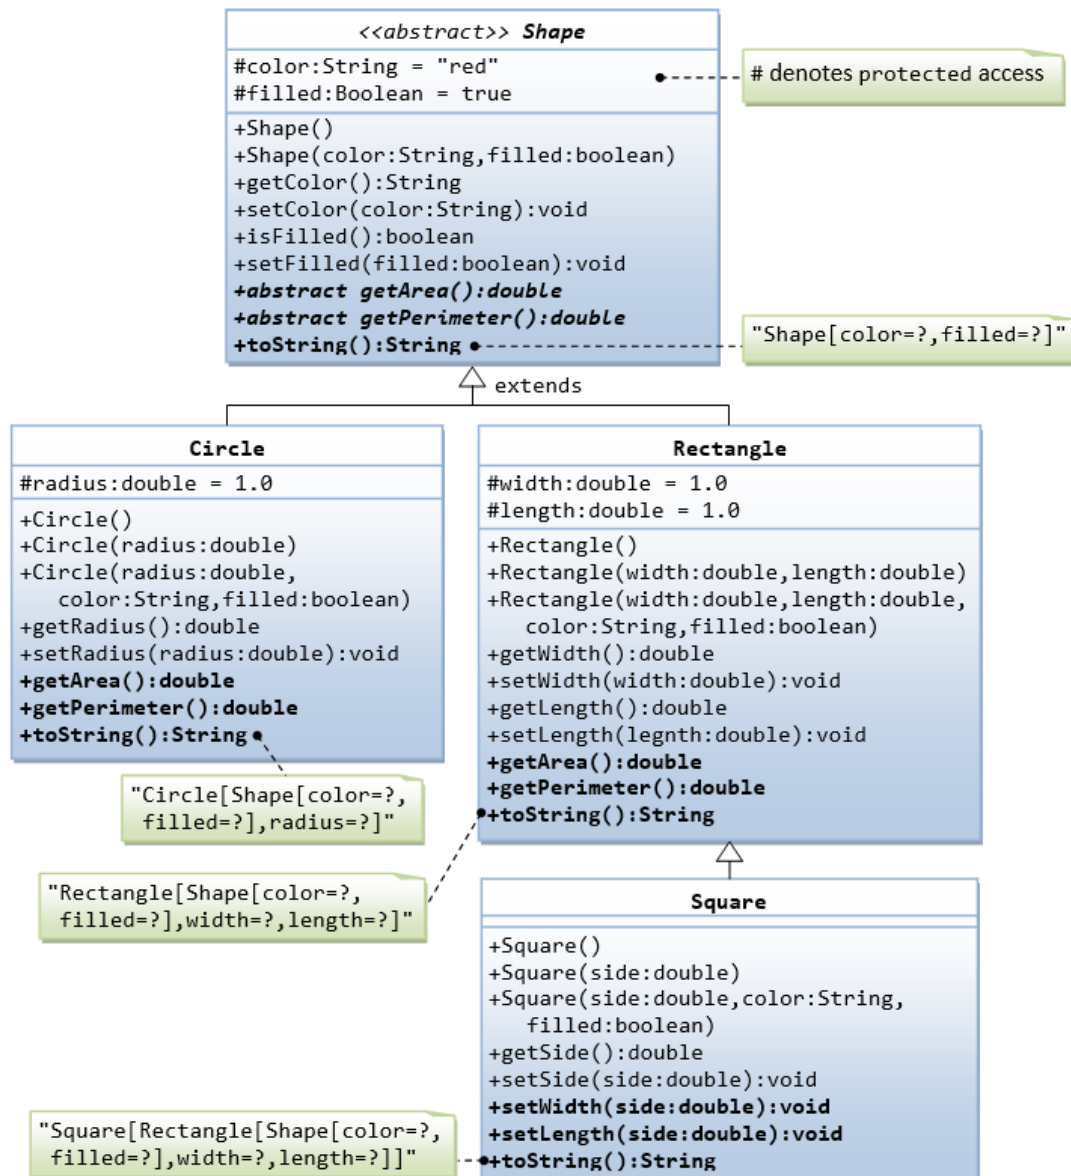 <<abstract>> Shape
#color:String = "red"
#filled:Boolean = true
# denotes protected access
+Shape()
+Shape(color:String,filled:boolean)
+getColor():String
+setColor(color:String):void
+isFilled():boolean
+setFilled(filled:boolean):void
+abstract getArea():double
+abstract getPerimeter():double
+toString():String
"Shape[color=?,filled=?]"
extends
Circle
#radius:double = 1.0
+Circle()
+Circle(radius:double)
+Circle(radius:double,
color:String,filled:boolean)
+getRadius():double
+setRadius(radius:double):void
+getArea():double
+getPerimeter():double
+toString():String
"Circle[Shape[color=?,
filled=?],radius=?]"
Rectangle
#width:double = 1.0
#length:double = 1.0
+Rectangle()
+Rectangle(width:double,length:double)
+Rectangle(width:double,length:double,
color:String,filled:boolean)
+getWidth():double
+setWidth(width:double):void
+getLength():double
+setLength(legnth:double):void
+getArea():double
+getPerimeter():double
+toString():String
"Rectangle[Shape[color=?,
filled=?],width=?,length=?]"
Square
+Square()
+Square(side:double)
+Square(side:double,color:String,
filled:boolean)
+getSide():double
+setSide(side:double):void
+setWidth(side:double):void
+setLength(side:double):void
+toString():String
"Square[Rectangle[Shape[color=?,
filled=?],width=?,length=?]]"